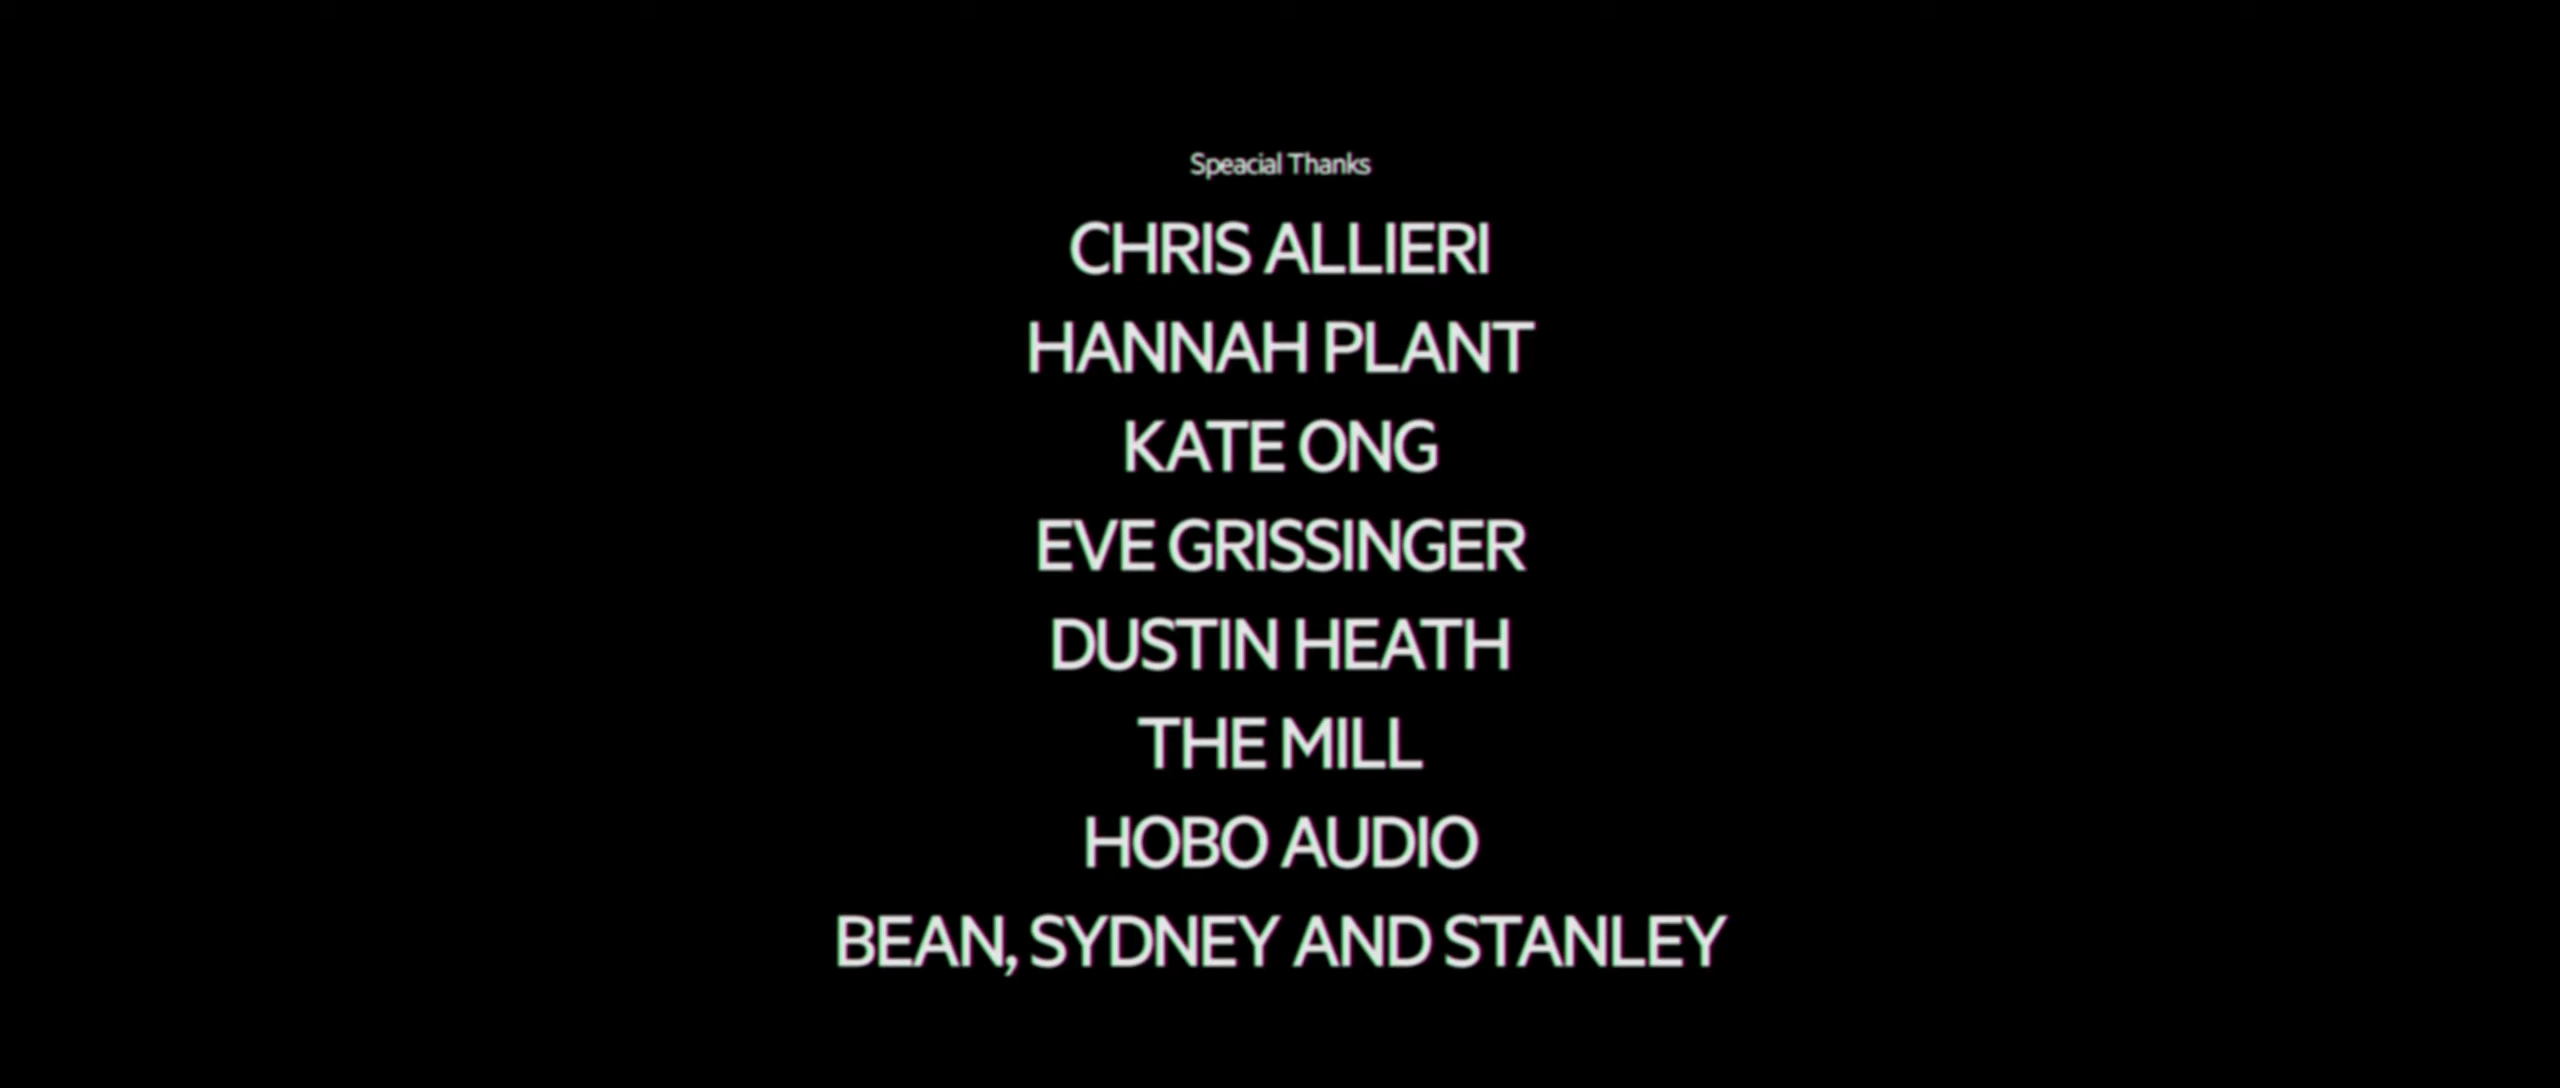 Speacial Thanks
CHRIS ALLIERI
HANNAH PLANT
KATE ONG
EVE GRISSINGER
DUSTIN HEATH
THE MILL
HOBO AUDIO
BEAN, SYDNEY AND STANLEY